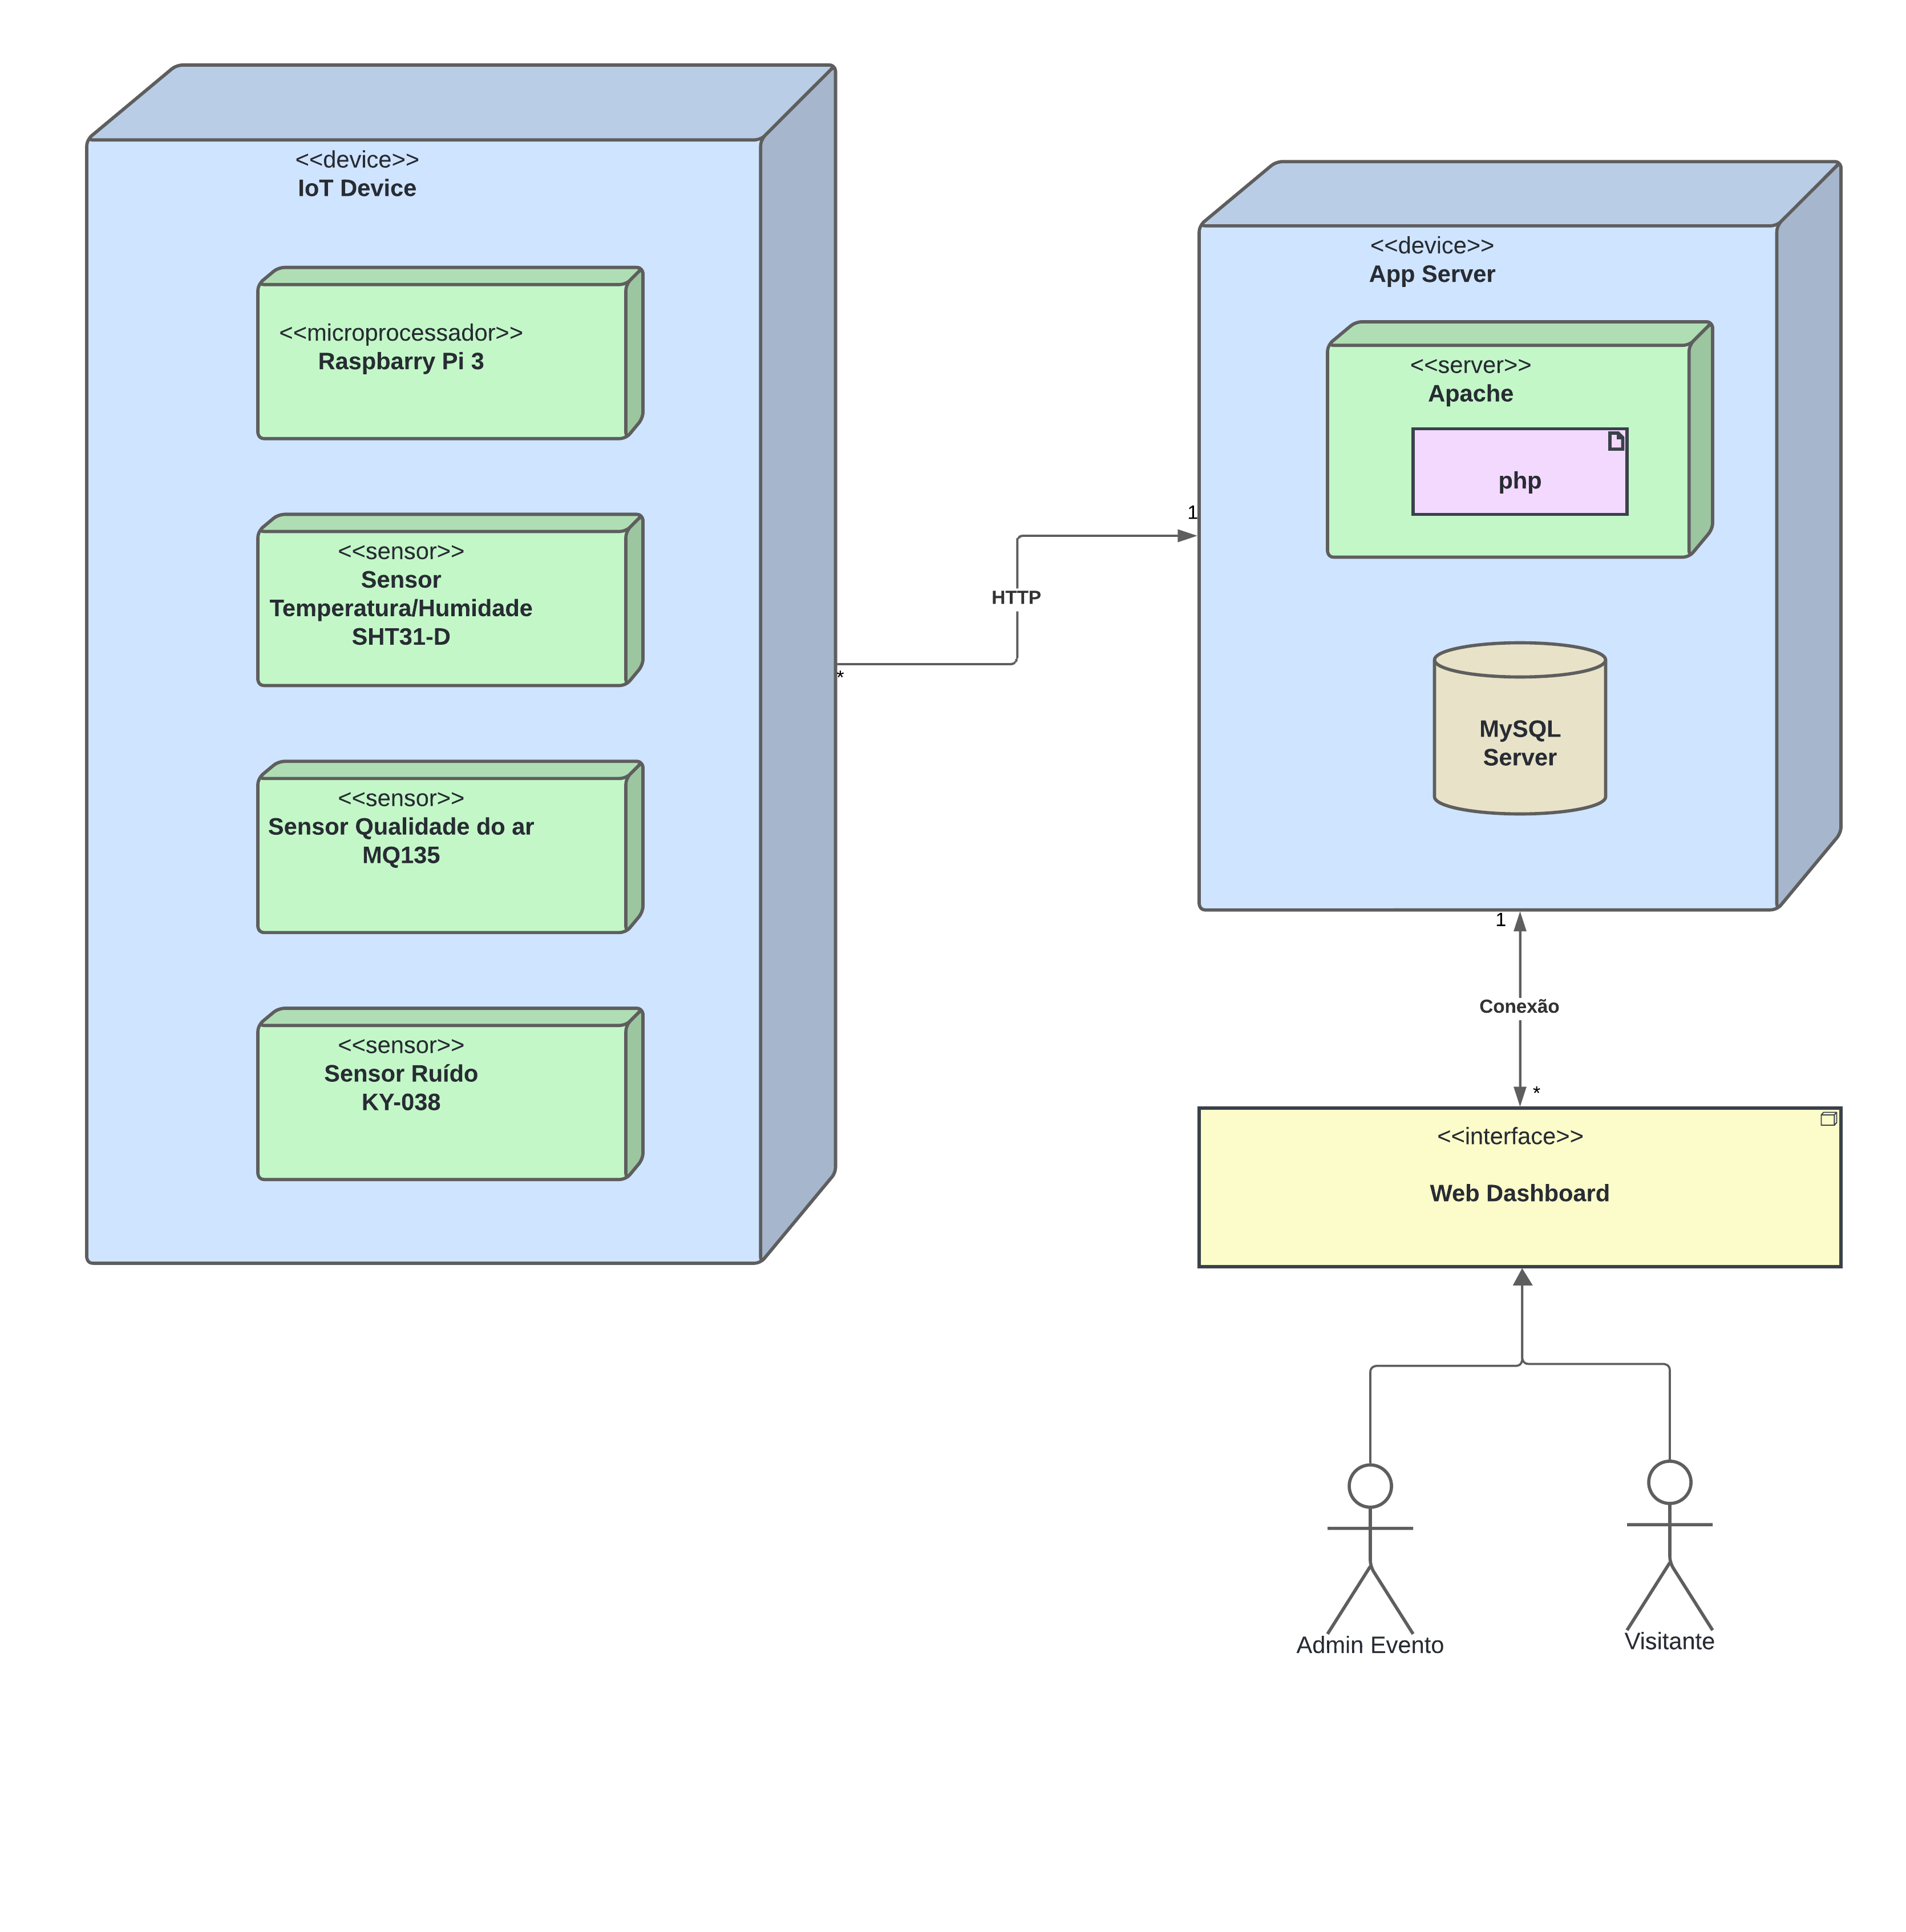 <<device>>
IoT Device
<<microprocessador>>
Raspbarry Pi 3
<<sensor>>
Sensor
Temperatura/Humidade
SHT31-D
<<sensor>>
Sensor Qualidade do ar
MQ135
<<sensor>>
Sensor Ruído
KY-038
*
HTTP
1
<<device>>
App Server
<<server>>
Apache
php
MySQL
Server
1
Conexão
*
<<interface>>
Web Dashboard
Admin Evento
Visitante